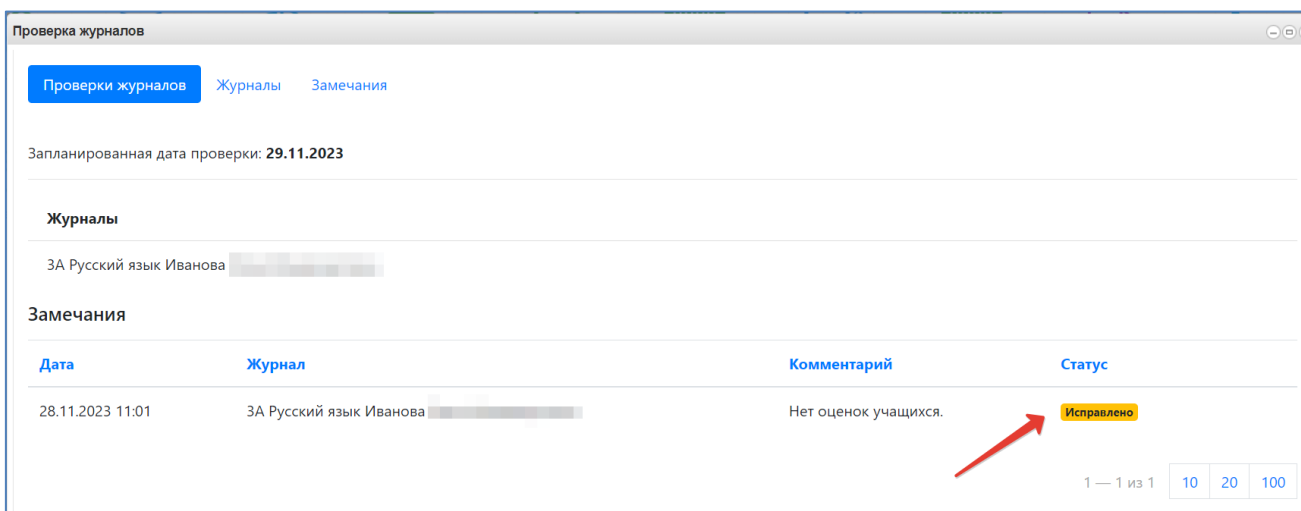 Проверка журналов
Проверки журналов Журналы Замечания
Запланированная дата проверки: 29.11.2023
Журналы
3А Русский язык Иванова
Замечания
Дата Журнал Комментарий Статус
28.11.2023 11:01 3А Русский язык Иванова Нет оценок учащихся. Исправлено
1 — 1 из 1 10 20 100